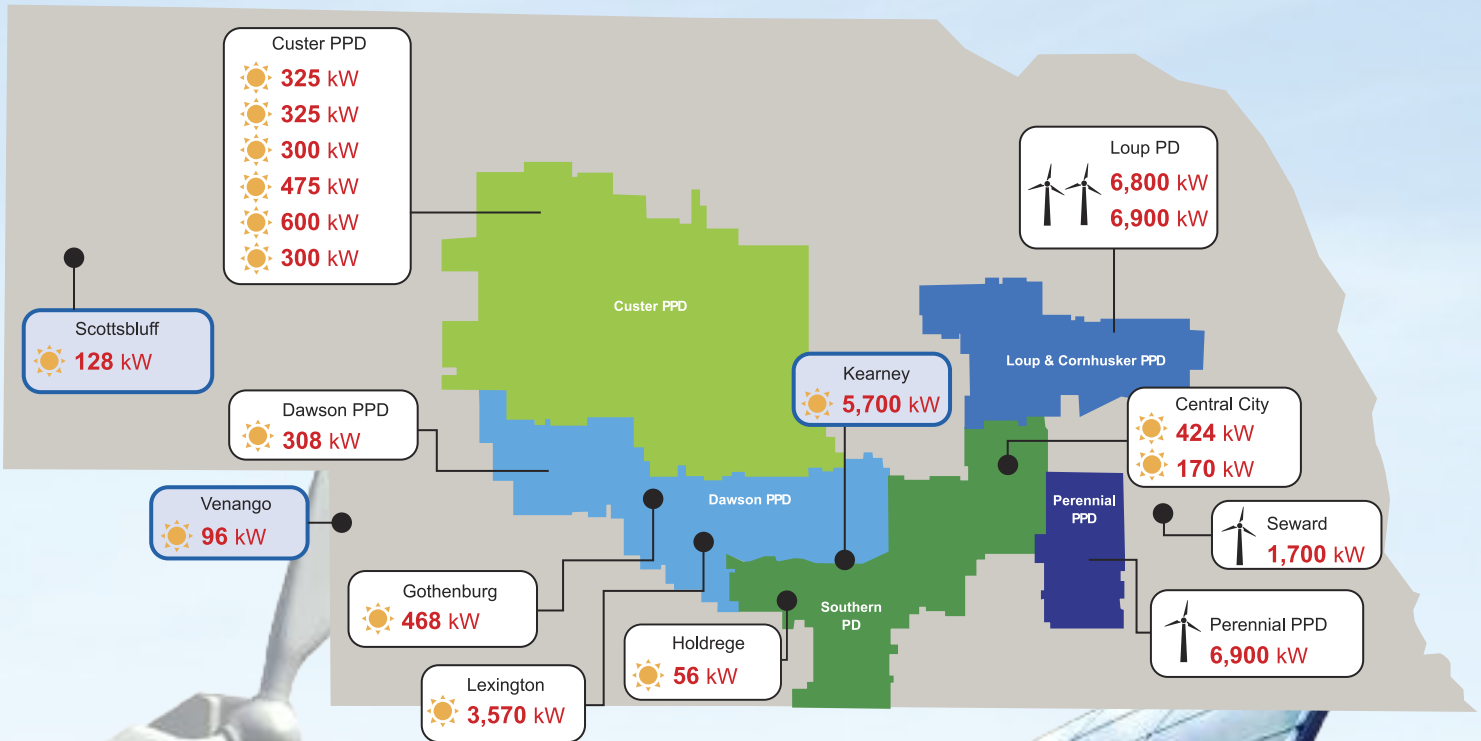 Custer PPD
325 kW
325 kW
300 kW
475 kW
600 kW
300 kW
Loup PD
6,800 kW
6,900 kW
Custer PPD
Scottsbluff
128 kW
Loup & Cornhusker PPD
Kearney
5,700 kW
Dawson PPD
308 kW
Central City
424 kW
170 kW
Venango
96 kW
Dawson PPD
Perennial
PPD
Seward
1,700 kW
Gothenburg
468 kW
Southern
PD
Holdrege
56 kW
Perennial PPD
6,900 kW
Lexington
3,570 kW